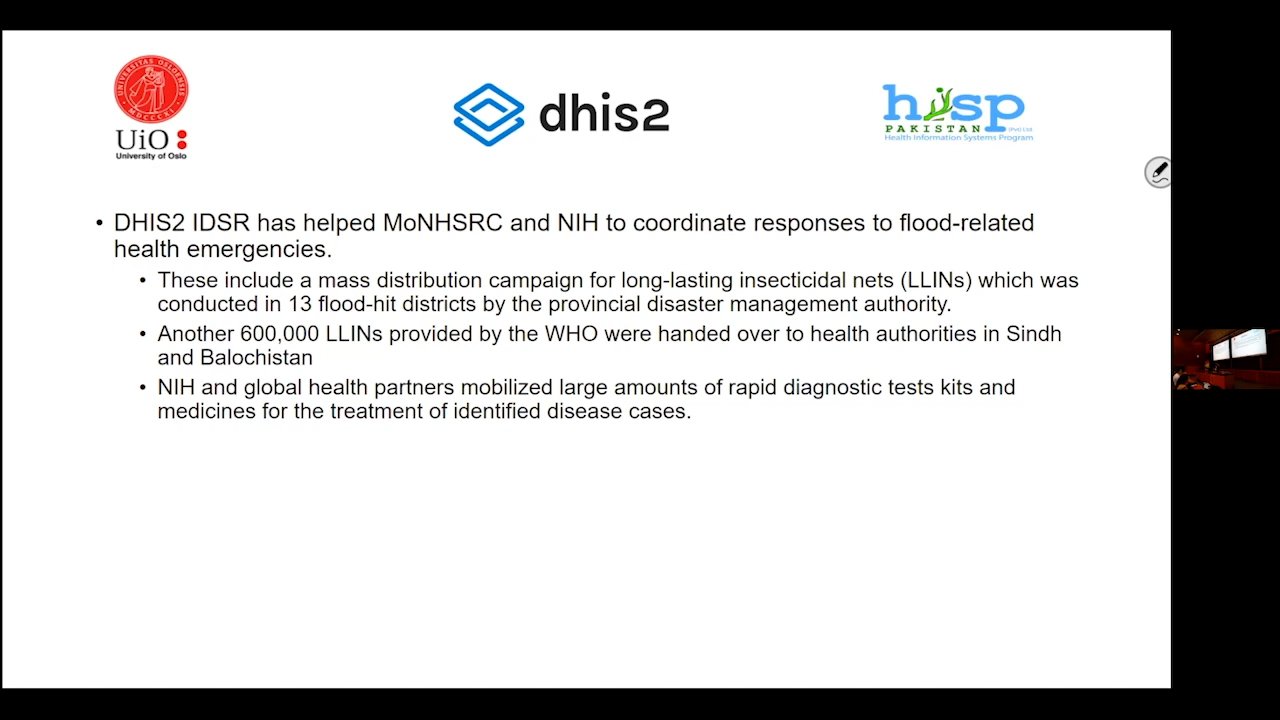 UNIVERSITAS OSLOENSIS
MDCCCXI
UiO
University of Oslo
dhis2
hisp
PAKISTAN (Pvt) Ltd
Health Information Systems Program
• DHIS2 IDSR has helped MoNHSRC and NIH to coordinate responses to flood-related
health emergencies.
• These include a mass distribution campaign for long-lasting insecticidal nets (LLINs) which was
conducted in 13 flood-hit districts by the provincial disaster management authority.
• Another 600,000 LLINs provided by the WHO were handed over to health authorities in Sindh
and Balochistan
• NIH and global health partners mobilized large amounts of rapid diagnostic tests kits and
medicines for the treatment of identified disease cases.